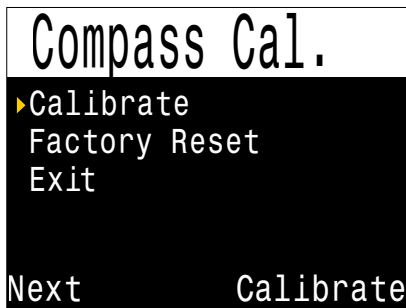 Compass Cal.
Calibrate
Factory Reset
Exit
Next Calibrate